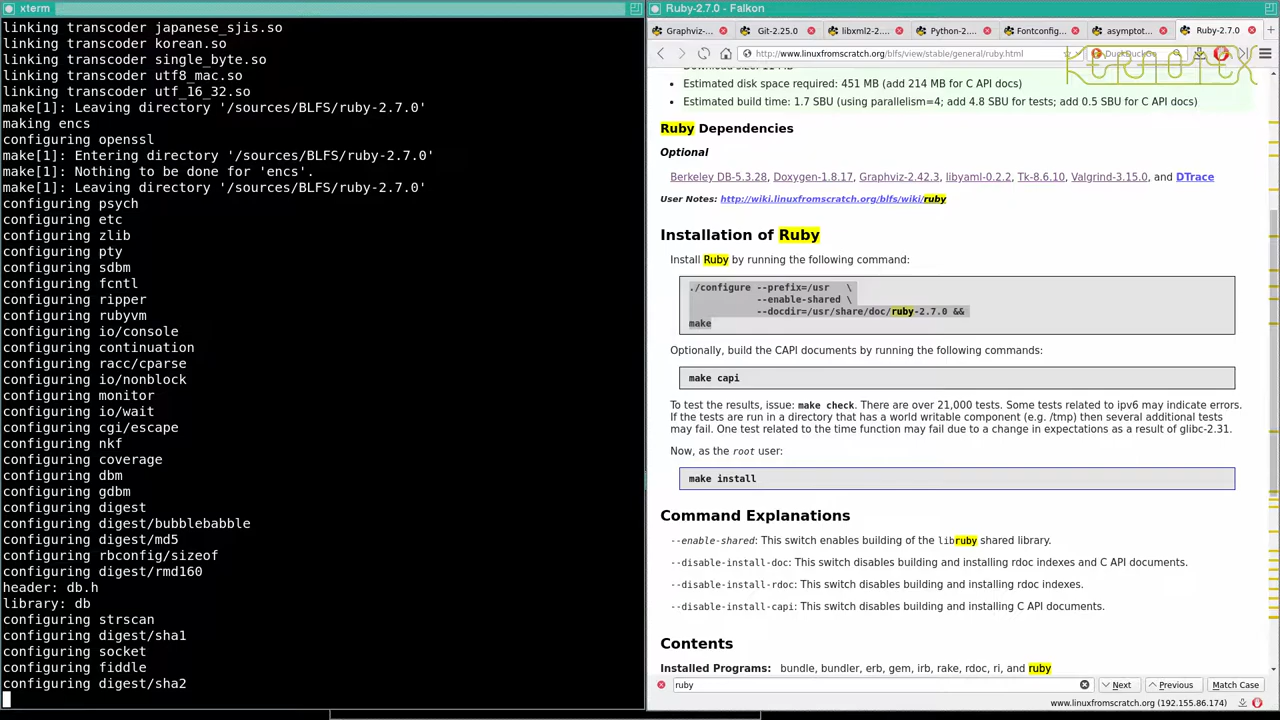 xterm
linking transcoder japanese_sjis.so
linking transcoder korean.so
linking transcoder single_byte.so
linking transcoder utf8_mac.so
linking transcoder utf_16_32.so
make[1]: Leaving directory '/sources/BLFS/ruby-2.7.0'
making encs
configuring openssl
make[1]: Entering directory '/sources/BLFS/ruby-2.7.0'
make[1]: Nothing to be done for 'encs'.
make[1]: Leaving directory '/sources/BLFS/ruby-2.7.0'
configuring psych
configuring etc
configuring zlib
configuring pty
configuring sdbm
configuring fcntl
configuring ripper
configuring rubyvm
configuring io/console
configuring continuation
configuring racc/cparse
configuring io/nonblock
configuring monitor
configuring io/wait
configuring cgi/escape
configuring nkf
configuring coverage
configuring dbm
configuring gdbm
configuring digest
configuring digest/bubblebabble
configuring digest/md5
configuring rbconfig/sizeof
configuring digest/rmd160
header: db.h
library: db
configuring strscan
configuring digest/sha1
configuring socket
configuring fiddle
configuring digest/sha2
Ruby-2.7.0 - Falkon
Graphviz-... Git-2.25.0 libxml2-2.... Python-2.... Fontconfig... asymptot... Ruby-2.7.0
http://www.linuxfromscratch.org/blfs/view/stable/general/ruby.html DuckDuckGo
KERNOTEX
Estimated disk space required: 451 MB (add 214 MB for C API docs)
Estimated build time: 1.7 SBU (using parallelism=4; add 4.8 SBU for tests; add 0.5 SBU for C API docs)
Ruby Dependencies
Optional
Berkeley DB-5.3.28, Doxygen-1.8.17, Graphviz-2.42.3, libyaml-0.2.2, Tk-8.6.10, Valgrind-3.15.0, and DTrace
User Notes: http://wiki.linuxfromscratch.org/blfs/wiki/ruby
Installation of Ruby
Install Ruby by running the following command:
./configure --prefix=/usr \
--enable-shared \
--docdir=/usr/share/doc/ruby-2.7.0 &&
make
Optionally, build the CAPI documents by running the following commands:
make capi
To test the results, issue: make check. There are over 21,000 tests. Some tests related to ipv6 may indicate errors.
If the tests are run in a directory that has a world writable component (e.g. /tmp) then several additional tests
may fail. One test related to the time function may fail due to a change in expectations as a result of glibc-2.31.
Now, as the root user:
make install
Command Explanations
--enable-shared: This switch enables building of the libruby shared library.
--disable-install-doc: This switch disables building and installing rdoc indexes and C API documents.
--disable-install-rdoc: This switch disables building and installing rdoc indexes.
--disable-install-capi: This switch disables building and installing C API documents.
Contents
Installed Programs: bundle, bundler, erb, gem, irb, rake, rdoc, ri, and ruby
ruby Next Previous Match Case
www.linuxfromscratch.org (192.155.86.174)